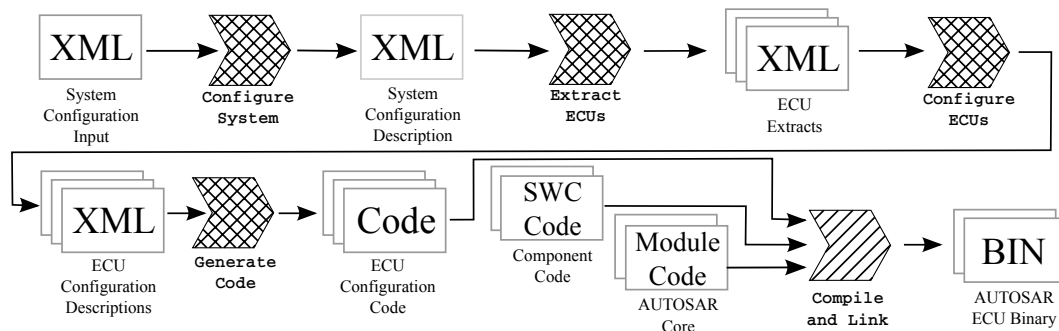 XML
System
Configuration
Input
Configure
System
XML
System
Configuration
Description
Extract
ECUs
XML
ECU
Extracts
Configure
ECUs
XML
ECU
Configuration
Descriptions
Generate
Code
Code
ECU
Configuration
Code
SWC
Code
Component
Code
Module
Code
AUTOSAR
Core
Compile
and Link
BIN
AUTOSAR
ECU Binary